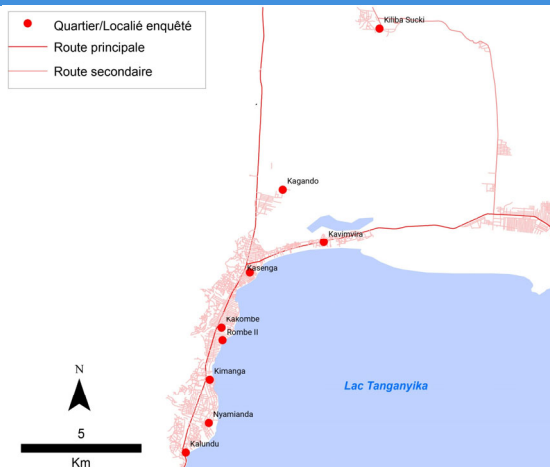 Quartier/Localié enquêté
Route principale
Route secondaire
Kiliba Sucki
Kagando
Kavimvira
Kasenga
Kakombe
Rombe II
Kimanga
Lac Tanganyika
Nyamianda
Kalundu
N
5
Km